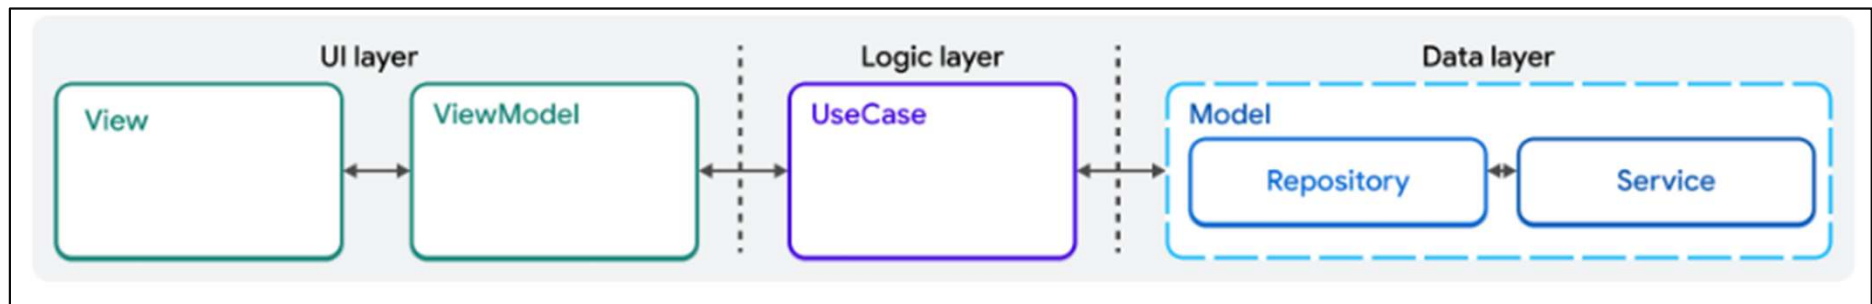 UI layer
Logic layer
Data layer
View
ViewModel
UseCase
Model
Repository
Service